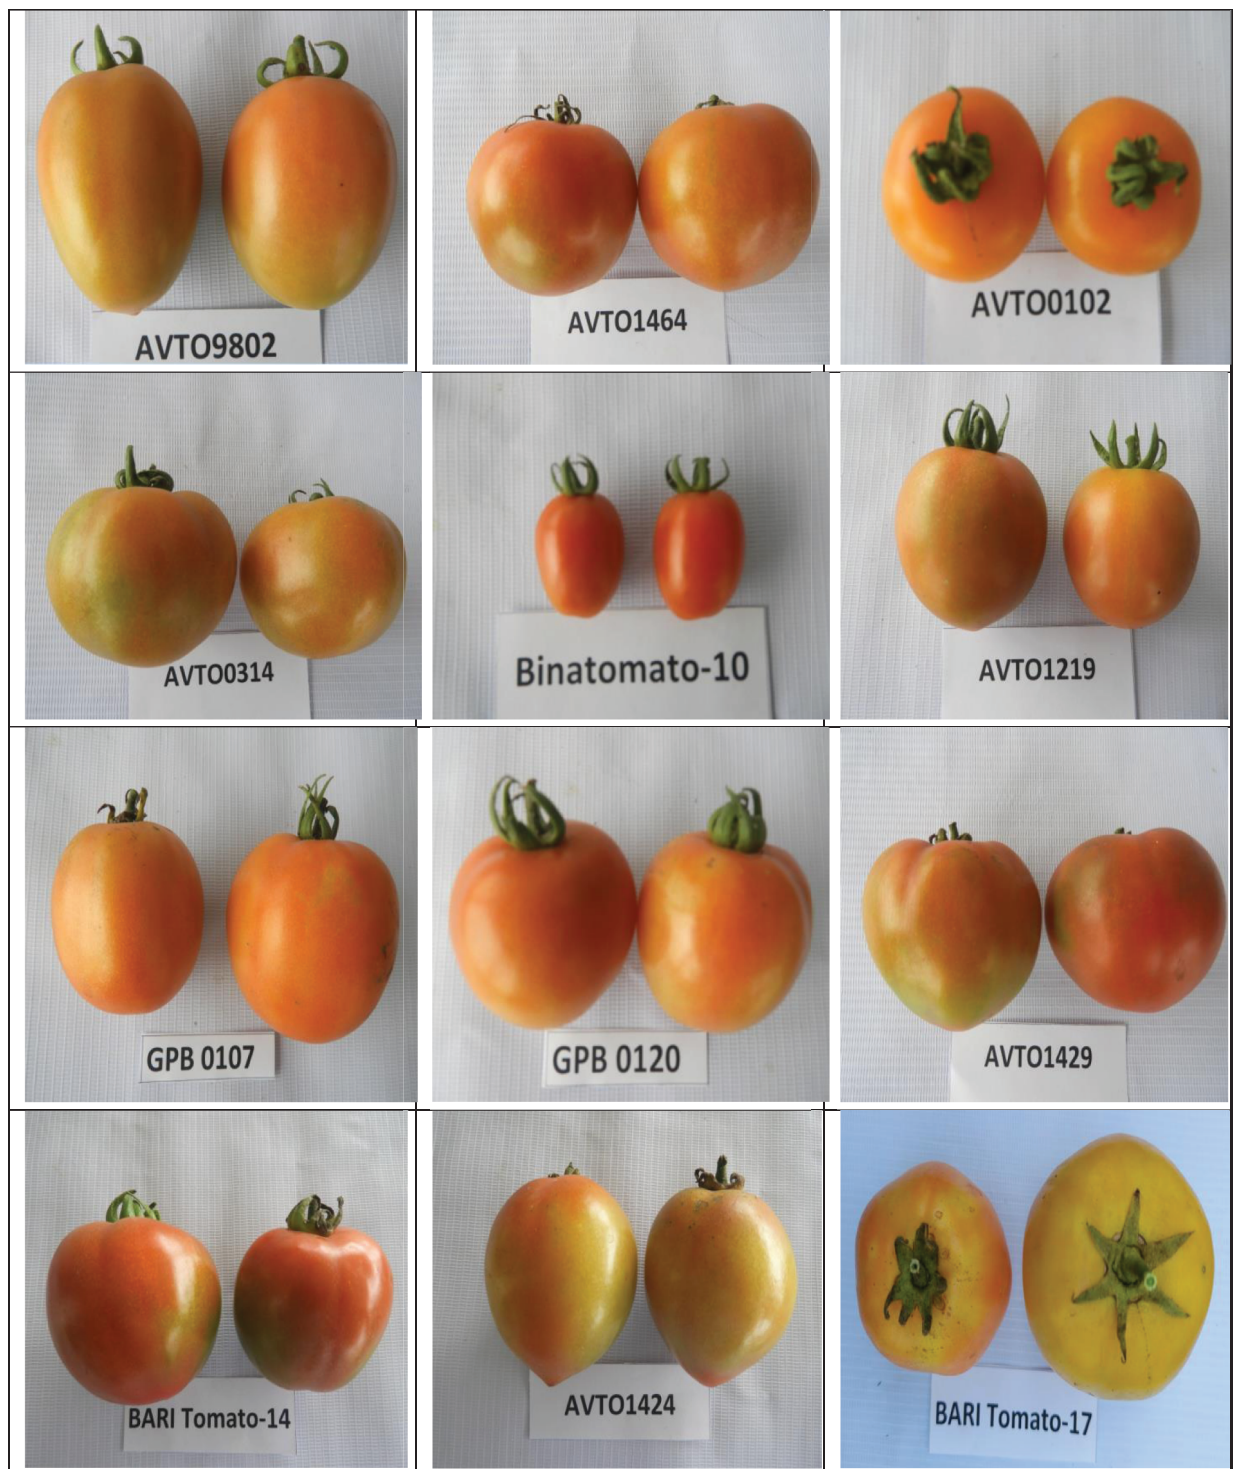 AVTO9802
AVTO1464
AVTO0102
AVTO0314
Binatomato-10
AVTO1219
GPB 0107
GPB 0120
AVTO1429
BARI Tomato-14
AVTO1424
BARI Tomato-17